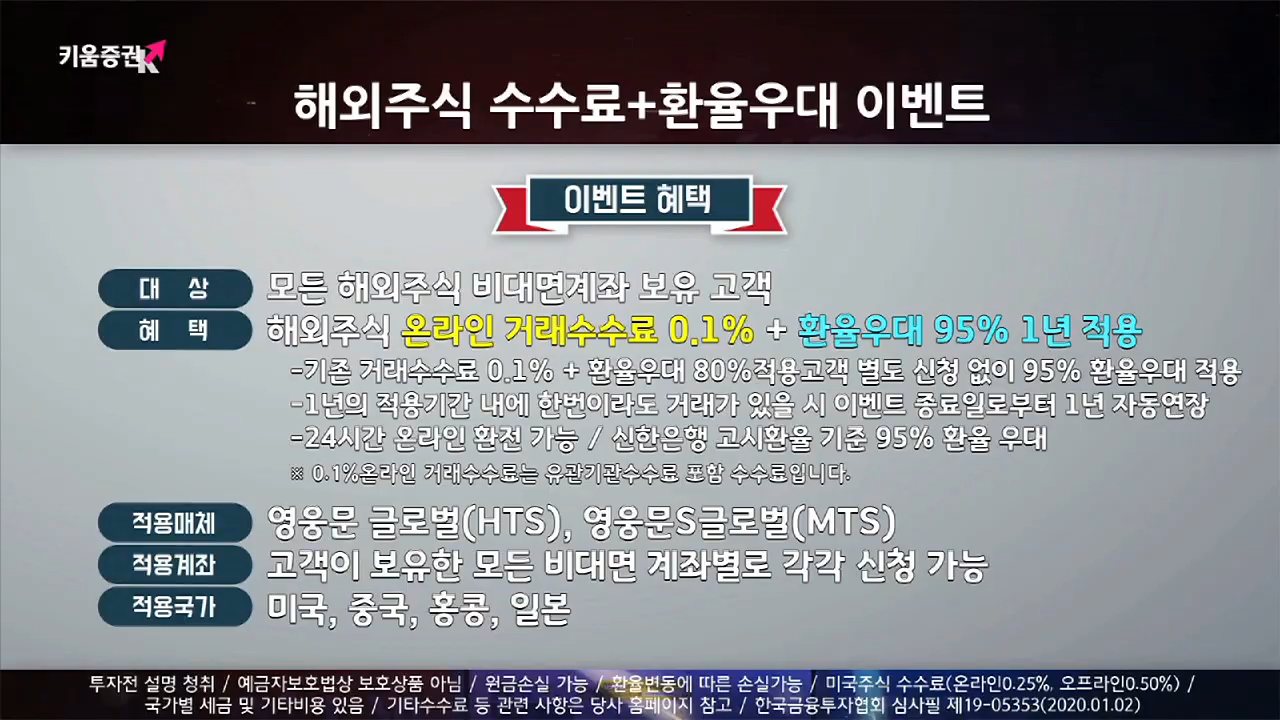 키움증권K
해외주식 수수료+환율우대 이벤트
이벤트 혜택
대 상 모든 해외주식 비대면계좌 보유 고객
혜 택 해외주식 온라인 거래수수료 0.1% + 환율우대 95% 1년 적용
-기존 거래수수료 0.1% + 환율우대 80%적용고객 별도 신청 없이 95% 환율우대 적용
-1년의 적용기간 내에 한번이라도 거래가 있을 시 이벤트 종료일로부터 1년 자동연장
-24시간 온라인 환전 가능 / 신한은행 고시환율 기준 95% 환율 우대
※ 0.1%온라인 거래수수료는 유관기관수수료 포함 수수료입니다.
적용매체 영웅문 글로벌(HTS), 영웅문S글로벌(MTS)
적용계좌 고객이 보유한 모든 비대면 계좌별로 각각 신청 가능
적용국가 미국, 중국, 홍콩, 일본
투자전 설명 청취 / 예금자보호법상 보호상품 아님 / 원금손실 가능 / 환율변동에 따른 손실가능 / 미국주식 수수료(온라인0.25%, 오프라인0.50%) /
국가별 세금 및 기타비용 있음 / 기타수수료 등 관련 사항은 당사 홈페이지 참고 / 한국금융투자협회 심사필 제19-05353(2020.01.02)